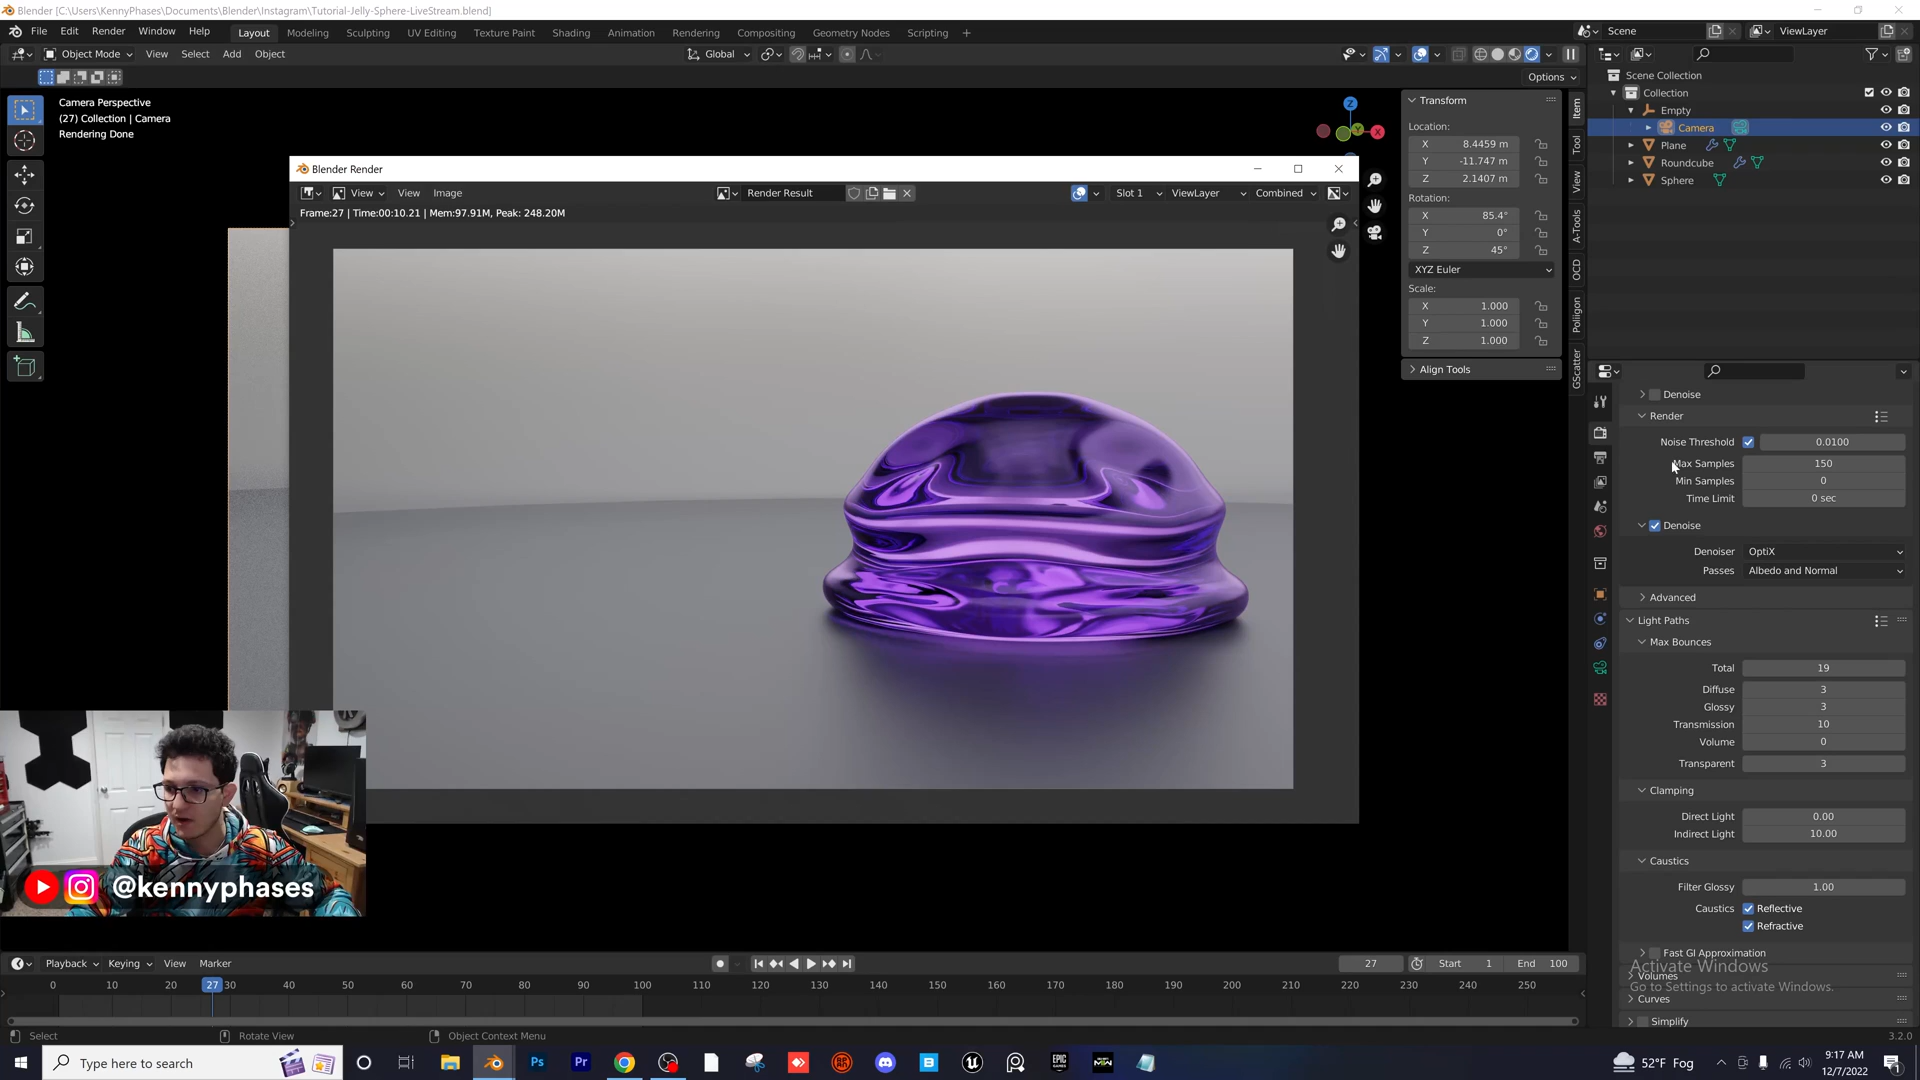 Blender [C:\Users\KennyPhases\Documents\Blender\Instagram\Tutorial-Jelly-Sphere-LiveStream.blend]
File Edit Render Window Help Layout Modeling Sculpting UV Editing Texture Paint Shading Animation Rendering Compositing Geometry Nodes Scripting Scene ViewLayer
Object Mode View Select Add Object Global
Options
Camera Perspective
(27) Collection | Camera
Rendering Done
Z
X
Y
Blender Render
View View Image Render Result Slot 1 ViewLayer Combined
Frame:27 | Time:00:10.21 | Mem:97.91M, Peak: 248.20M
Transform
Location:
X 8.4459 m
Y -11.747 m
Z 2.1407 m
Rotation:
X 85.4°
Y 0°
Z 45°
XYZ Euler
Scale:
X 1.000
Y 1.000
Z 1.000
Align Tools
Item
Tool
View
A-Tools
OCD
Poliigon
GScatter
Scene Collection
Collection
Empty
Camera
Plane
Roundcube
Sphere
Denoise
Render
Noise Threshold 0.0100
Max Samples 150
Min Samples 0
Time Limit 0 sec
Denoise
Denoiser OptiX
Passes Albedo and Normal
Advanced
Light Paths
Max Bounces
Total 19
Diffuse 3
Glossy 3
Transmission 10
Volume 0
Transparent 3
Clamping
Direct Light 0.00
Indirect Light 10.00
Caustics
Filter Glossy 1.00
Caustics Reflective
Refractive
Fast GI Approximation
Activate Windows
Volumes
Go to Settings to activate Windows.
Curves
Simplify
@kennyphases
Playback Keying View Marker 27 Start 1 End 100
0 10 20 27 30 40 50 60 70 80 90 100 110 120 130 140 150 160 170 180 190 200 210 220 230 240 250
Select Rotate View Object Context Menu 3.2.0
Type here to search Ps Pr 52°F Fog 9:17 AM
12/7/2022